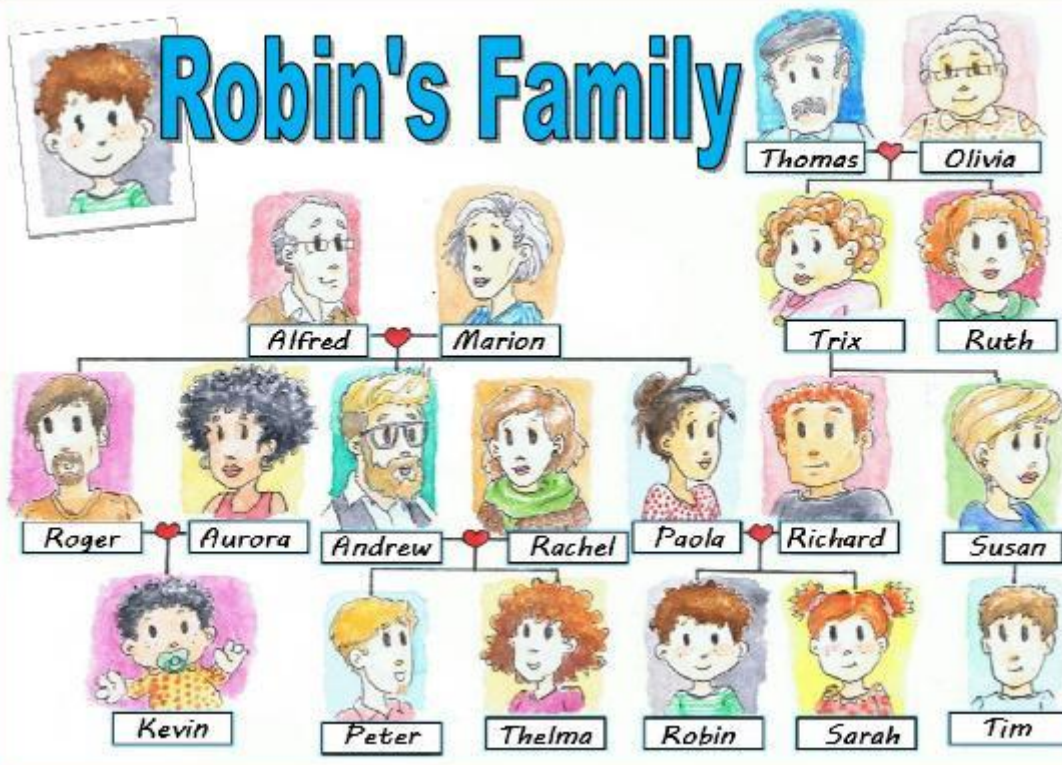 Robin's Family
Thomas Olivia
Alfred Marion Trix Ruth
Roger Aurora Andrew Rachel Paola Richard Susan
Kevin Peter Thelma Robin Sarah Tim